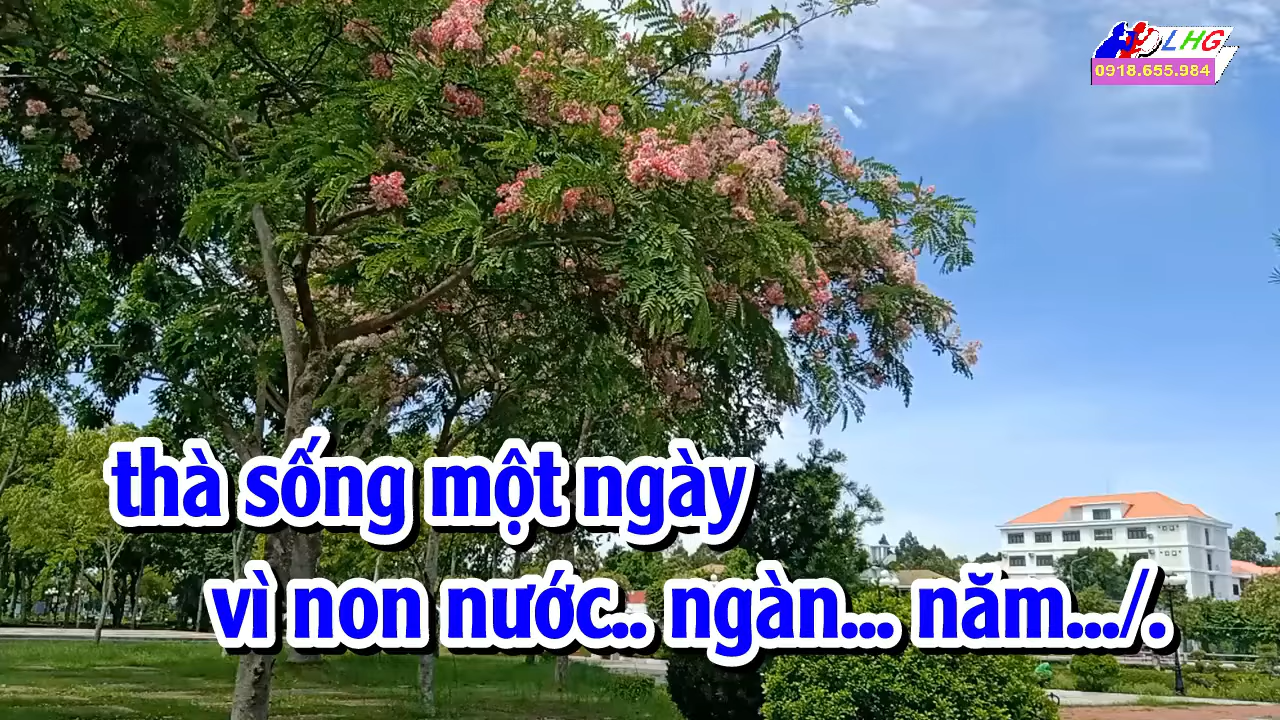 LHG
0918.655.984
thà sống một ngày
vì non nước.. ngàn... năm.../.